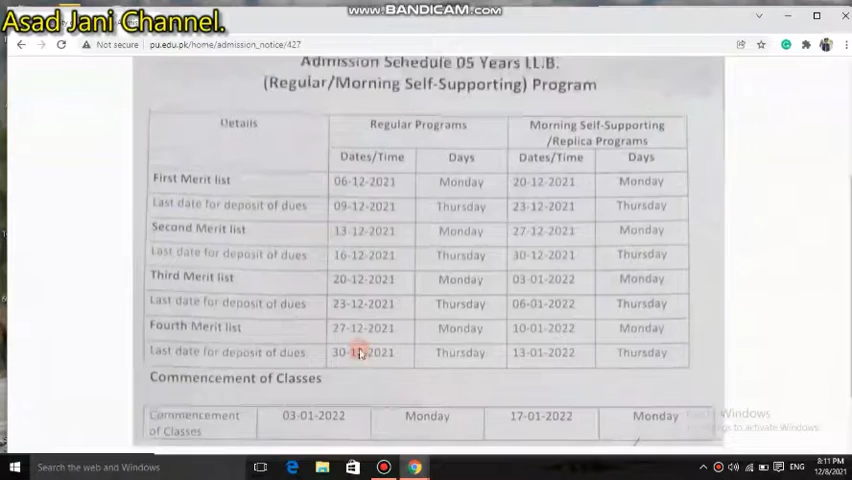 www.BANDICAM.com
Asad Jani Channel.
Not secure pu.edu.pk/home/admission_notice/427
Admission Schedule 05 Years LL.B.
(Regular/Morning Self-Supporting) Program
Details Regular Programs Morning Self-Supporting
/Replica Programs
Dates/Time Days Dates/Time Days
First Merit list 06-12-2021 Monday 20-12-2021 Monday
Last date for deposit of dues 09-12-2021 Thursday 23-12-2021 Thursday
Second Merit list 13-12-2021 Monday 27-12-2021 Monday
Last date for deposit of dues 16-12-2021 Thursday 30-12-2021 Thursday
Third Merit list 20-12-2021 Monday 03-01-2022 Monday
Last date for deposit of dues 23-12-2021 Thursday 06-01-2022 Thursday
Fourth Merit list 27-12-2021 Monday 10-01-2022 Monday
Last date for deposit of dues 30-12-2021 Thursday 13-01-2022 Thursday
Commencement of Classes
Commencement 03-01-2022 Monday 17-01-2022 Monday
of Classes
Windows
to activate Windows.
Search the web and Windows
ENG
8:11 PM
12/8/2021